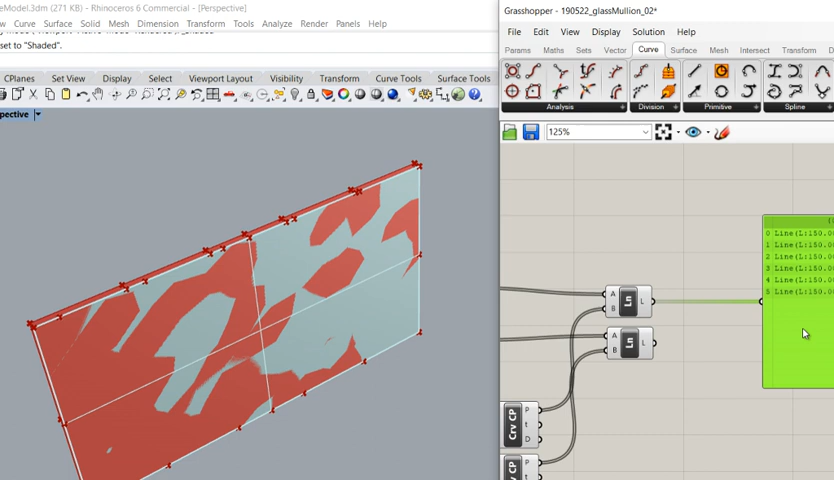 eModel.3dm (271 KB) - Rhinoceros 6 Commercial - [Perspective]
w Curve Surface Solid Mesh Dimension Transform Tools Analyze Render Panels Help
set to "Shaded".
CPlanes Set View Display Select Viewport Layout Visibility Transform Curve Tools Surface Tools
pective
Grasshopper - 190522_glassMullion_02*
File Edit View Display Solution Help
Params Maths Sets Vector Curve Surface Mesh Intersect Transform
Analysis Division Primitive Spline
125%
0 Line(L:150.0
1 Line(L:150.0
2 Line(L:150.0
3 Line(L:150.0
4 Line(L:150.0
5 Line(L:150.0
A
B
Ln
L
A
B
Ln
L
Crv CP
P
t
D
v CP
P
t